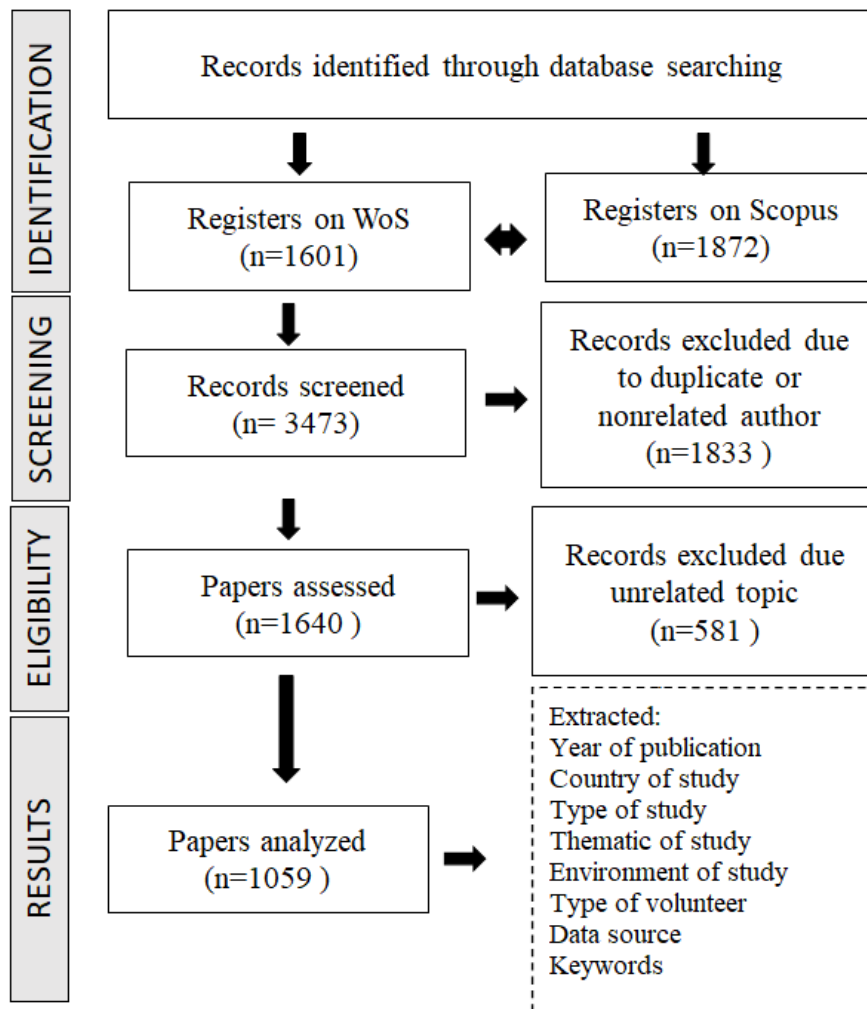 IDENTIFICATION
Records identified through database searching
Registers on WoS
(n=1601)
Registers on Scopus
(n=1872)
SCREENING
Records screened
(n= 3473)
Records excluded due
to duplicate or
nonrelated author
(n=1833 )
ELIGIBILITY
Papers assessed
(n=1640 )
Records excluded due
unrelated topic
(n=581 )
RESULTS
Papers analyzed
(n=1059 )
Extracted:
Year of publication
Country of study
Type of study
Thematic of study
Environment of study
Type of volunteer
Data source
Keywords